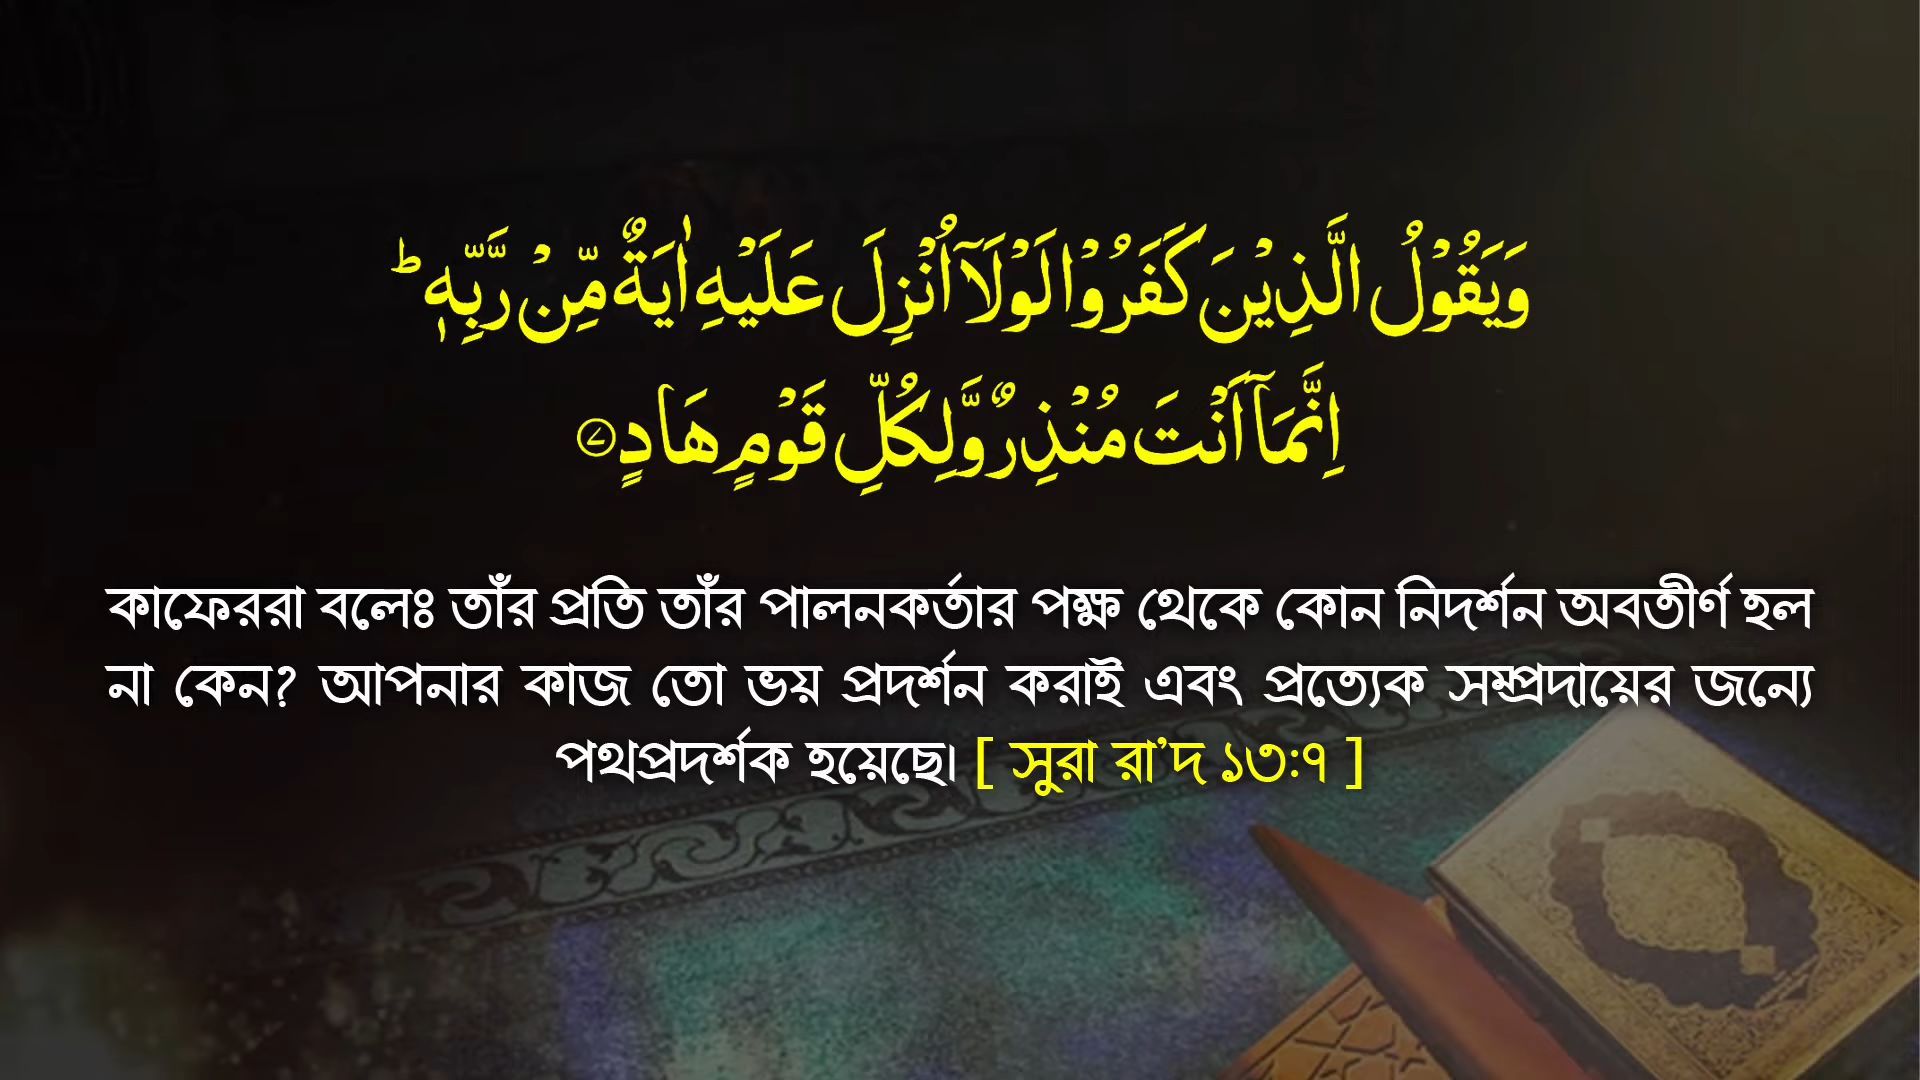 وَيَقُوْلُ الَّذِيْنَ كَفَرُوْا لَوْلَآ اُنْزِلَ عَلَيْهِ اٰيَةٌ مِّنْ رَّبِّهٖ ؕ
اِنَّمَآ اَنْتَ مُنْذِرٌ وَّلِكُلِّ قَوْمٍ هَادٍ ۷
কাফেররা বলেঃ তাঁর প্রতি তাঁর পালনকর্তার পক্ষ থেকে কোন নিদর্শন অবতীর্ণ হল
না কেন? আপনার কাজ তো ভয় প্রদর্শন করাই এবং প্রত্যেক সম্প্রদায়ের জন্যে
পথপ্রদর্শক হয়েছে। [ সুরা রা’দ ১৩:৭ ]